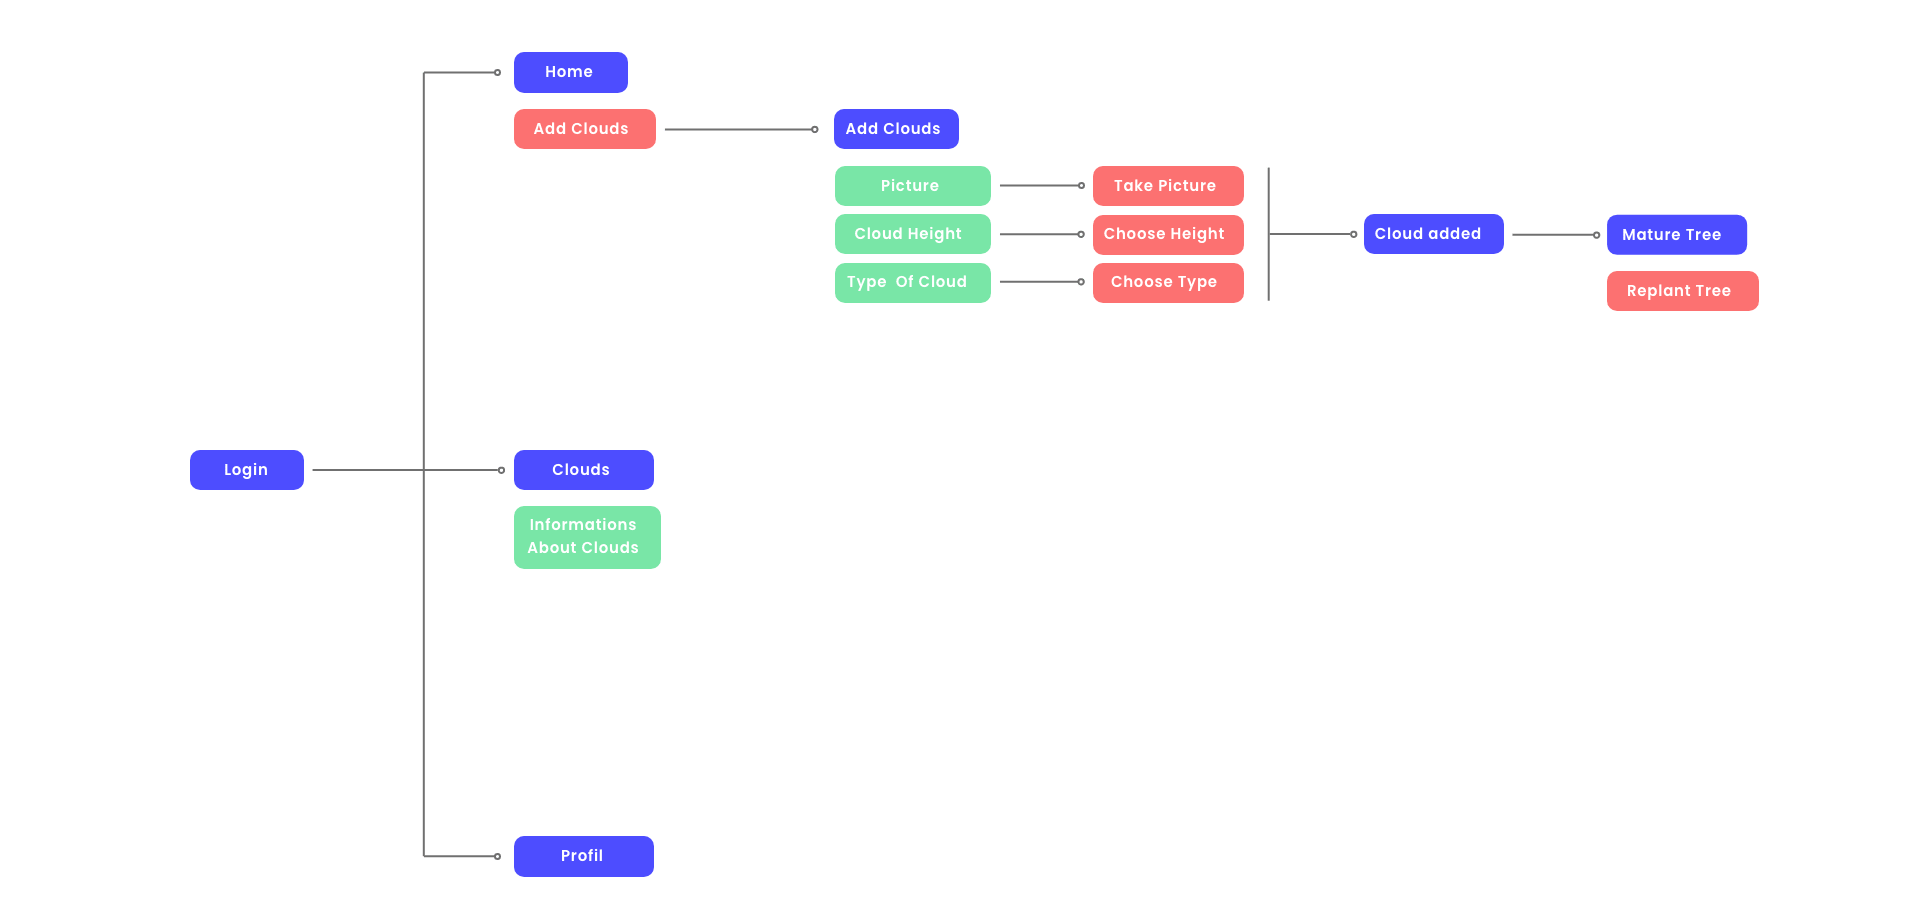 Home
Add Clouds
Add Clouds
Picture
Take Picture
Cloud Height
Choose Height
Cloud added
Mature Tree
Type Of Cloud
Choose Type
Replant Tree
Login
Clouds
Informations
About Clouds
Profil